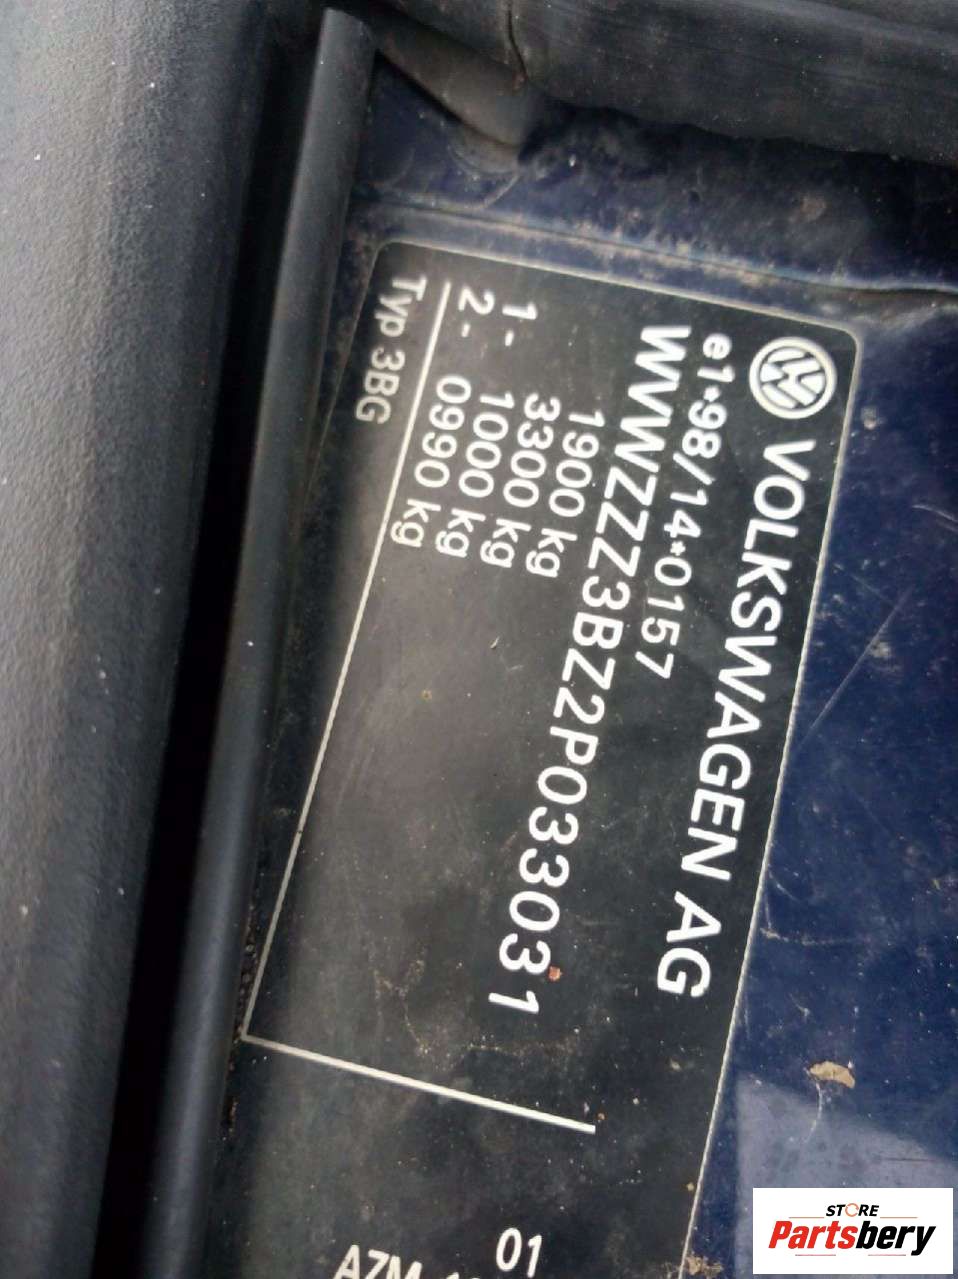 VOLKSWAGEN AG
e1*98/14*0157
WVWZZZ3BZ2P033031
1900 kg
3300 kg
1- 1000 kg
2- 0990 kg
Typ 3BG
01
AZM
STORE
Partsbery